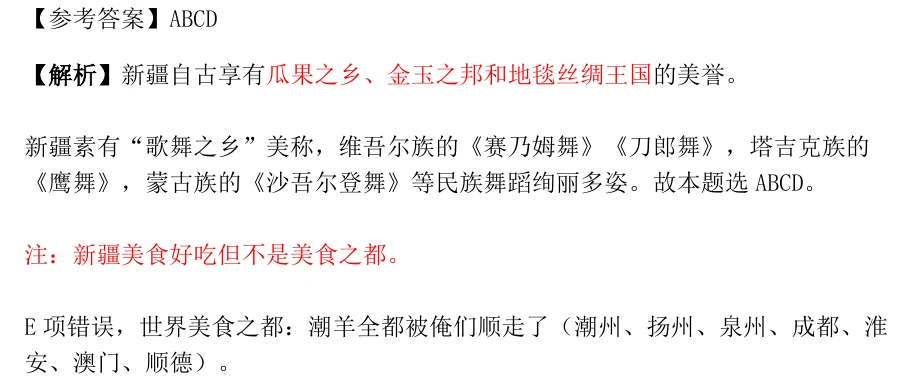 【参考答案】ABCD
【解析】新疆自古享有瓜果之乡、金玉之邦和地毯丝绸王国的美誉。
新疆素有“歌舞之乡”美称，维吾尔族的《赛乃姆舞》《刀郎舞》，塔吉克族的
《鹰舞》，蒙古族的《沙吾尔登舞》等民族舞蹈绚丽多姿。故本题选 ABCD。
注：新疆美食好吃但不是美食之都。
E 项错误，世界美食之都：潮羊全都被俺们顺走了（潮州、扬州、泉州、成都、淮
安、澳门、顺德）。